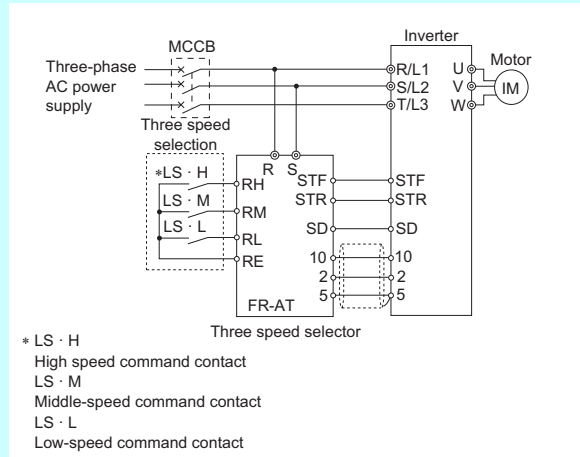 Inverter
MCCB
Motor
Three-phase
AC power
supply
R/L1
S/L2
T/L3
U
V
W
IM
Three speed
selection
R S
*LS · H
RH
STF
STF
LS · M
RM
STR
STR
LS · L
RL
SD
SD
RE
10
10
2
2
5
5
FR-AT
Three speed selector
* LS · H
High speed command contact
LS · M
Middle-speed command contact
LS · L
Low-speed command contact